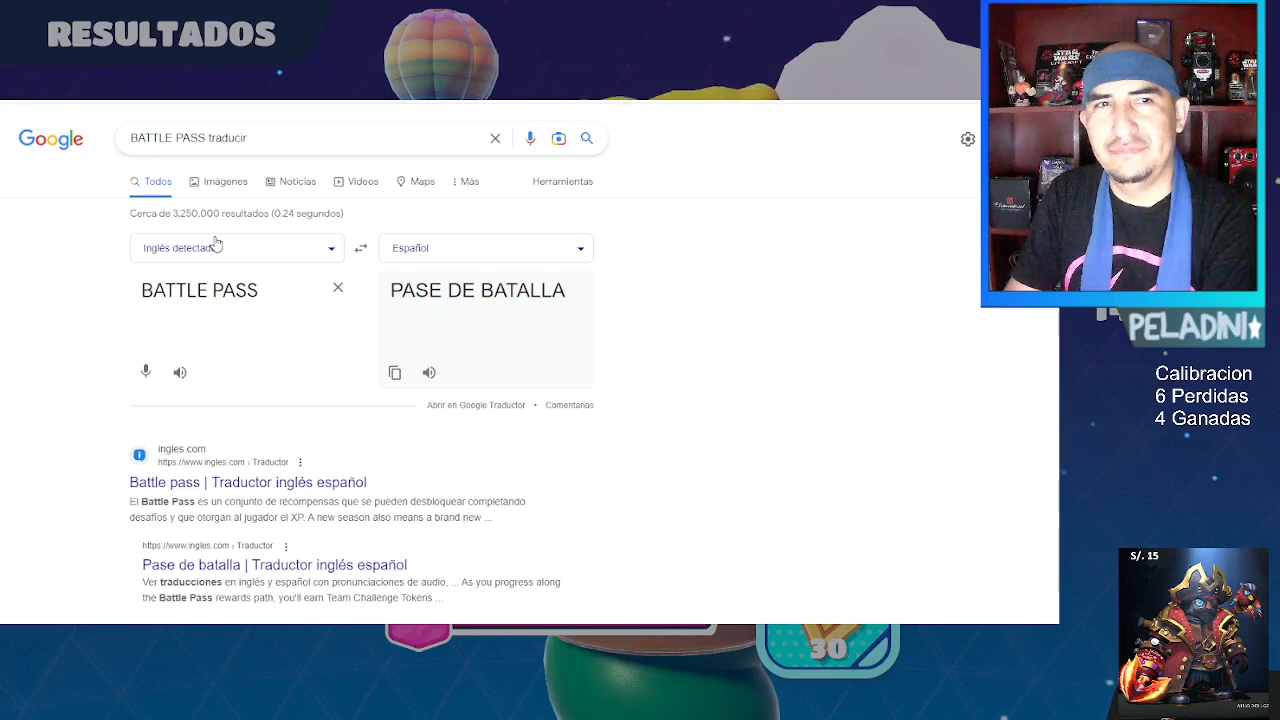 RESULTADOS
Google
BATTLE PASS traducir
Todos
Imágenes
Noticias
Videos
Maps
Más
Herramientas
Cerca de 3,250,000 resultados (0.24 segundos)
Inglés detectado
Español
BATTLE PASS
PASE DE BATALLA
Abrir en Google Traductor • Comentarios
ingles.com
https://www.ingles.com › Traductor
Battle pass | Traductor inglés español
El Battle Pass es un conjunto de recompensas que se pueden desbloquear completando
desafíos y que otorgan al jugador el XP. A new season also means a brand new ...
https://www.ingles.com › Traductor
Pase de batalla | Traductor inglés español
Ver traducciones en inglés y español con pronunciaciones de audio, ... As you progress along
the Battle Pass rewards path, you'll earn Team Challenge Tokens ...
30
STAR WARS
PELADINI
Calibracion
6 Perdidas
4 Ganadas
S/. 15